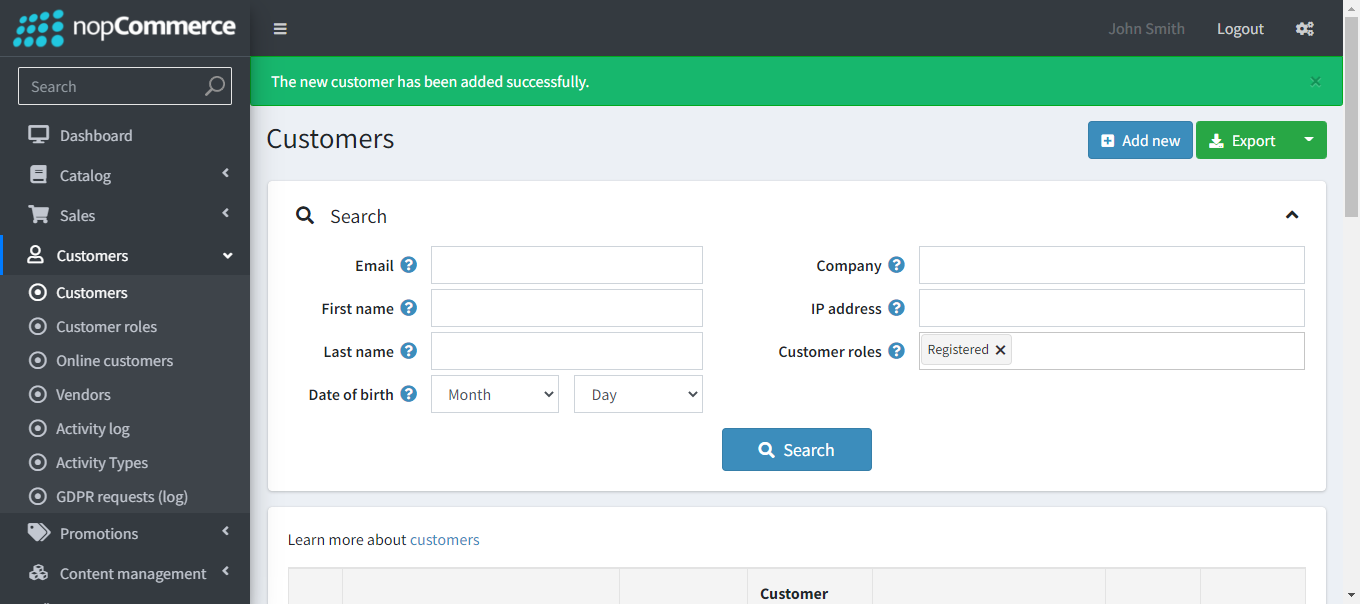 nopCommerce
John Smith
Logout
Search
The new customer has been added successfully.
×
Dashboard
Catalog
Sales
Customers
Customers
Customer roles
Online customers
Vendors
Activity log
Activity Types
GDPR requests (log)
Promotions
Content management
Customers
Add new
Export
Search
Email ?
Company ?
First name ?
IP address ?
Last name ?
Customer roles ?
Registered ×
Date of birth ?
Month
Day
Search
Learn more about customers
Customer